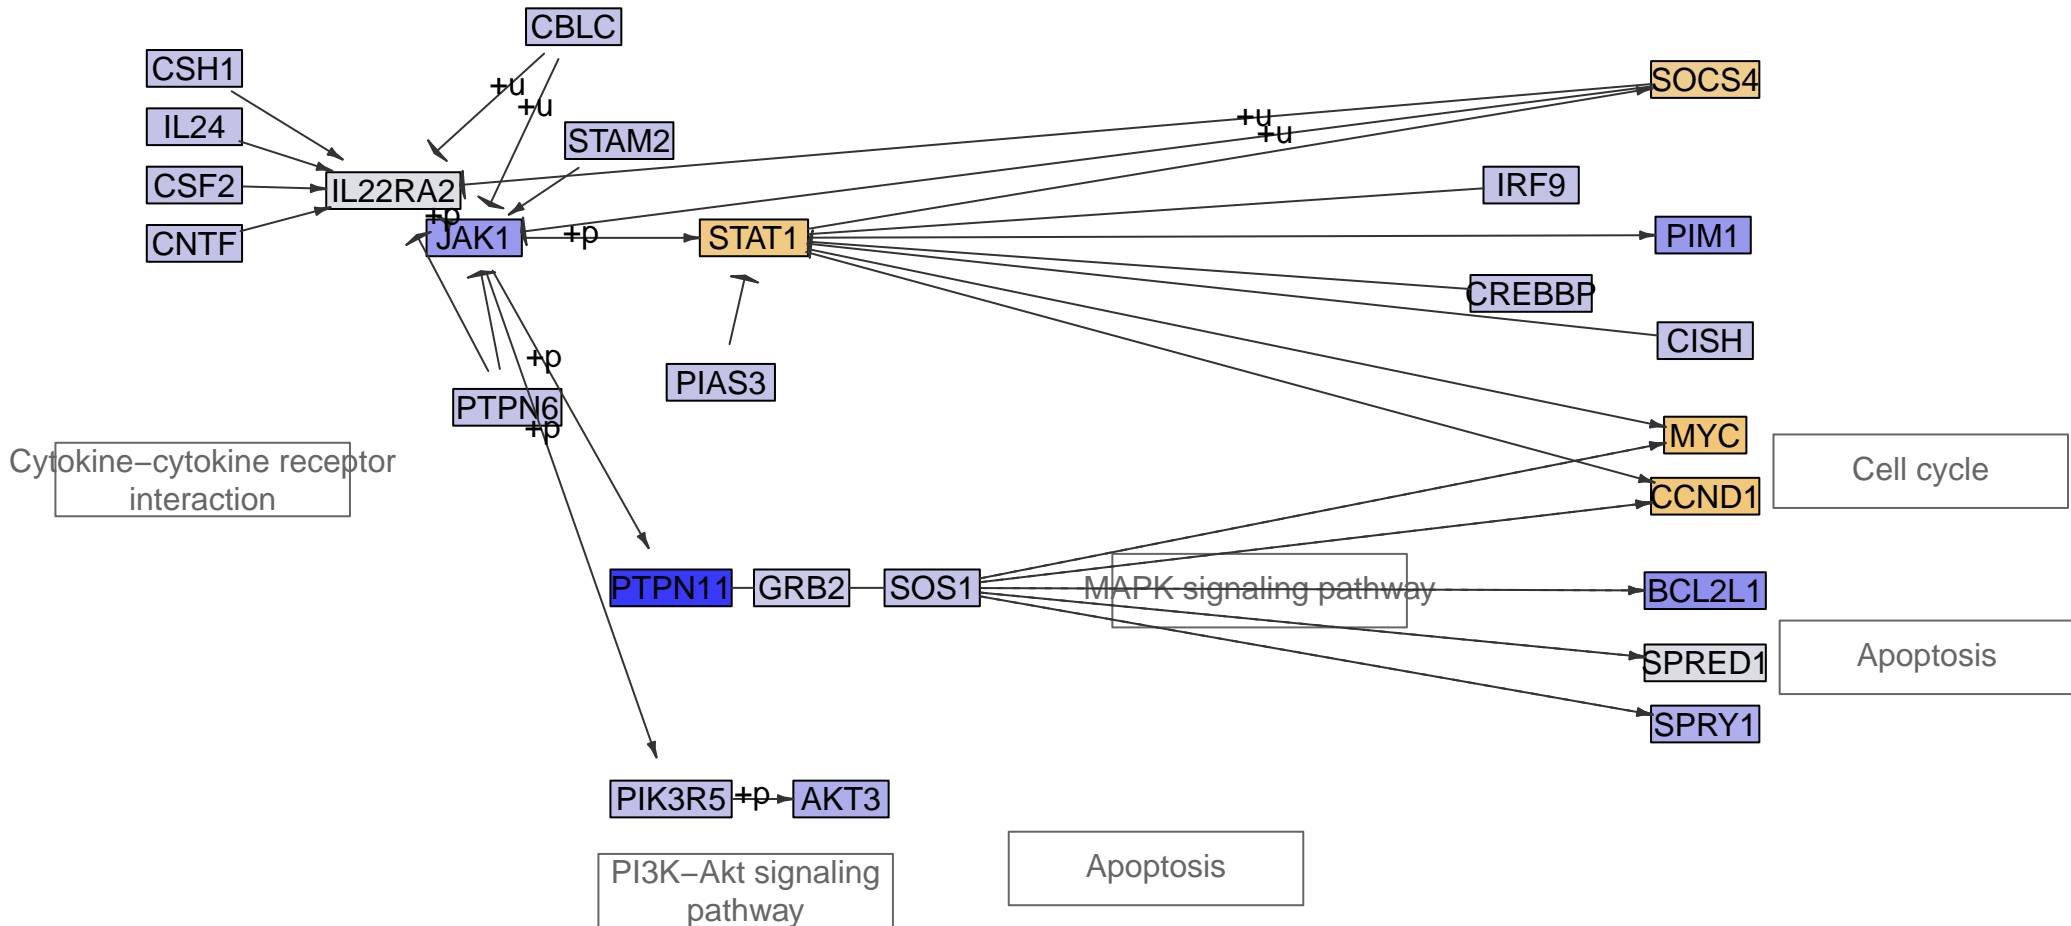 CBLC
CSH1
+u
SOCS4
+u
+u
IL24
+u
STAM2
CSF2
IL22RA2
IRF9
+p
CNTF
JAK1
+p
STAT1
PIM1
CREBBP
CISH
+p
PIAS3
PTPN6
+p
MYC
Cytokine−cytokine receptor
interaction
Cell cycle
CCND1
PTPN11
GRB2
SOS1
MAPK signaling pathway
BCL2L1
SPRED1
Apoptosis
SPRY1
PIK3R5
+p
AKT3
PI3K−Akt signaling
pathway
Apoptosis